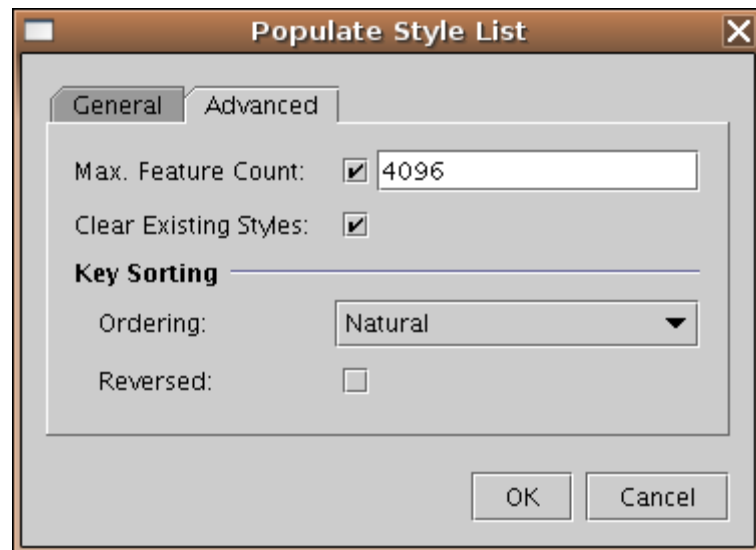 Populate Style List
General Advanced
Max. Feature Count: 4096
Clear Existing Styles:
Key Sorting
Ordering: Natural
Reversed:
OK Cancel